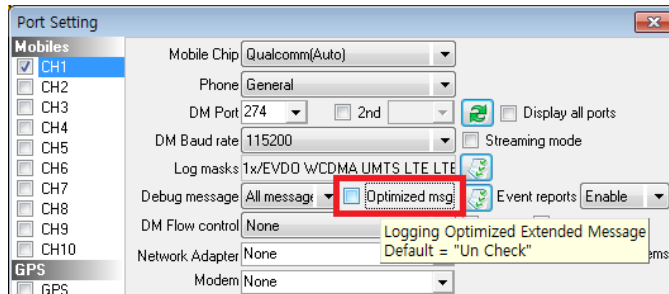 Port Setting
Mobiles
CH1
CH2
CH3
CH4
CH5
CH6
CH7
CH8
CH9
CH10
GPS
GPS
Mobile Chip Qualcomm(Auto)
Phone General
DM Port 274 2nd Display all ports
DM Baud rate 115200 Streaming mode
Log masks 1x/EVDO WCDMA UMTS LTE LTE
Debug message All message Optimized msg Event reports Enable
DM Flow control None
Logging Optimized Extended Message
Default = "Un Check"
Network Adapter None
Modem None